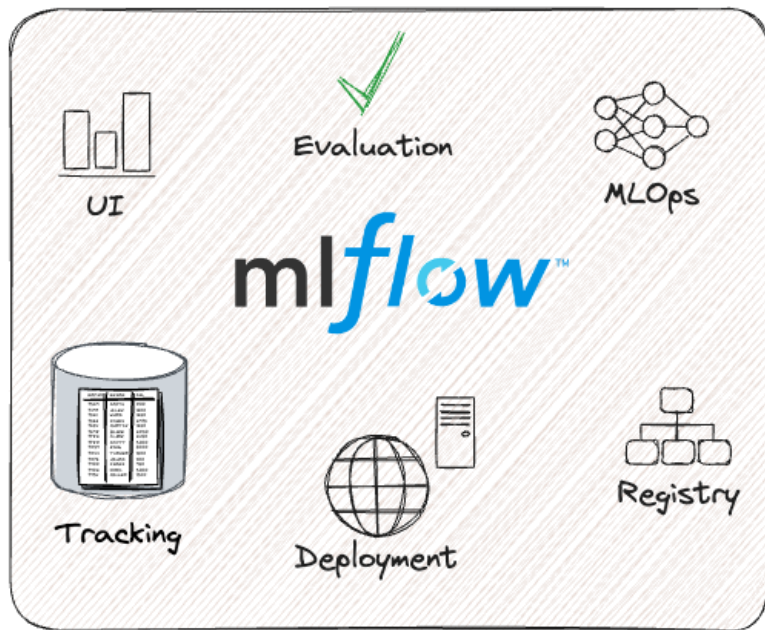 Evaluation
UI
MLOps
mlflow™
Tracking
Deployment
Registry